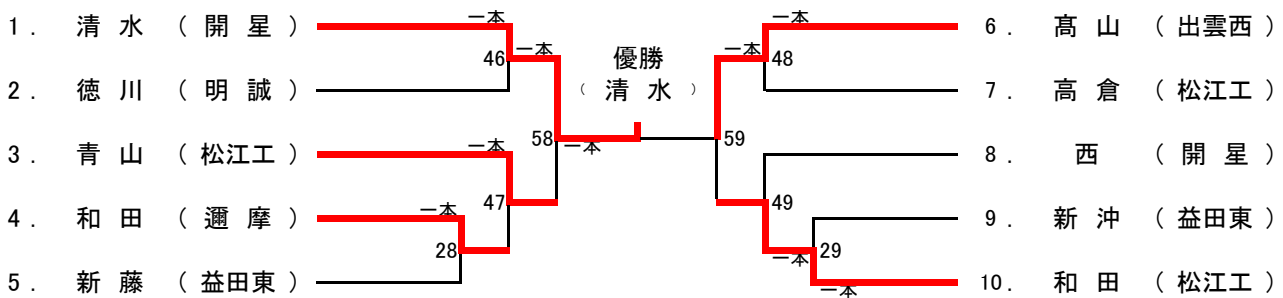 1. 清水 (開星)
一本
46
一本
2. 徳川 (明誠)
3. 青山 (松江工)
一本
47
58
一本
4. 和田 (邇摩)
一本
28
5. 新藤 (益田東)
優勝
(清水)
一本
6. 髙山 (出雲西)
一本
48
7. 高倉 (松江工)
59
8. 西 (開星)
49
9. 新沖 (益田東)
29
一本
10. 和田 (松江工)
一本